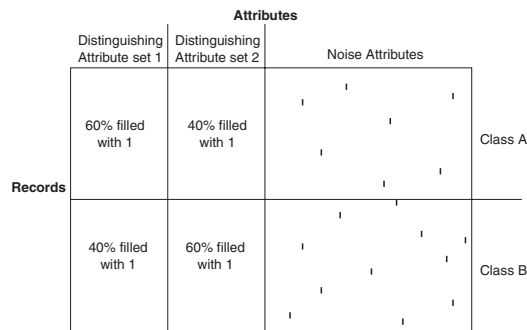 Attributes
Distinguishing
Attribute set 1
Distinguishing
Attribute set 2
Noise Attributes
60% filled
with 1
40% filled
with 1
Class A
Records
40% filled
with 1
60% filled
with 1
Class B